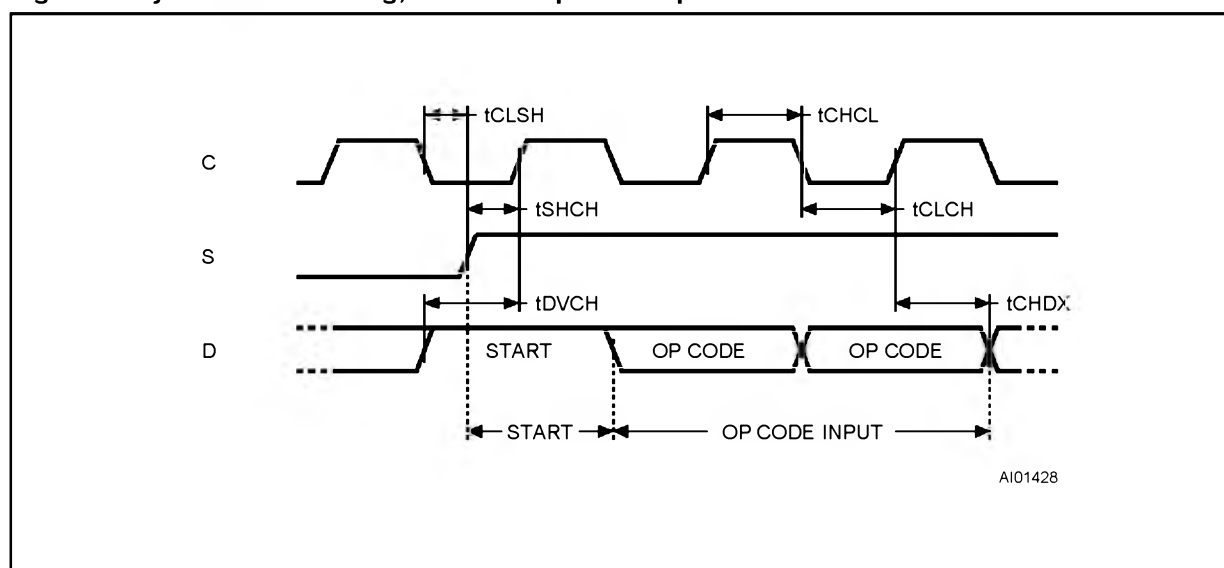 tCLSH
tCHCL
C
tSHCH
tCLCH
S
tDVCH
tCHDX
D
START
OP CODE
OP CODE
START
OP CODE INPUT
AI01428